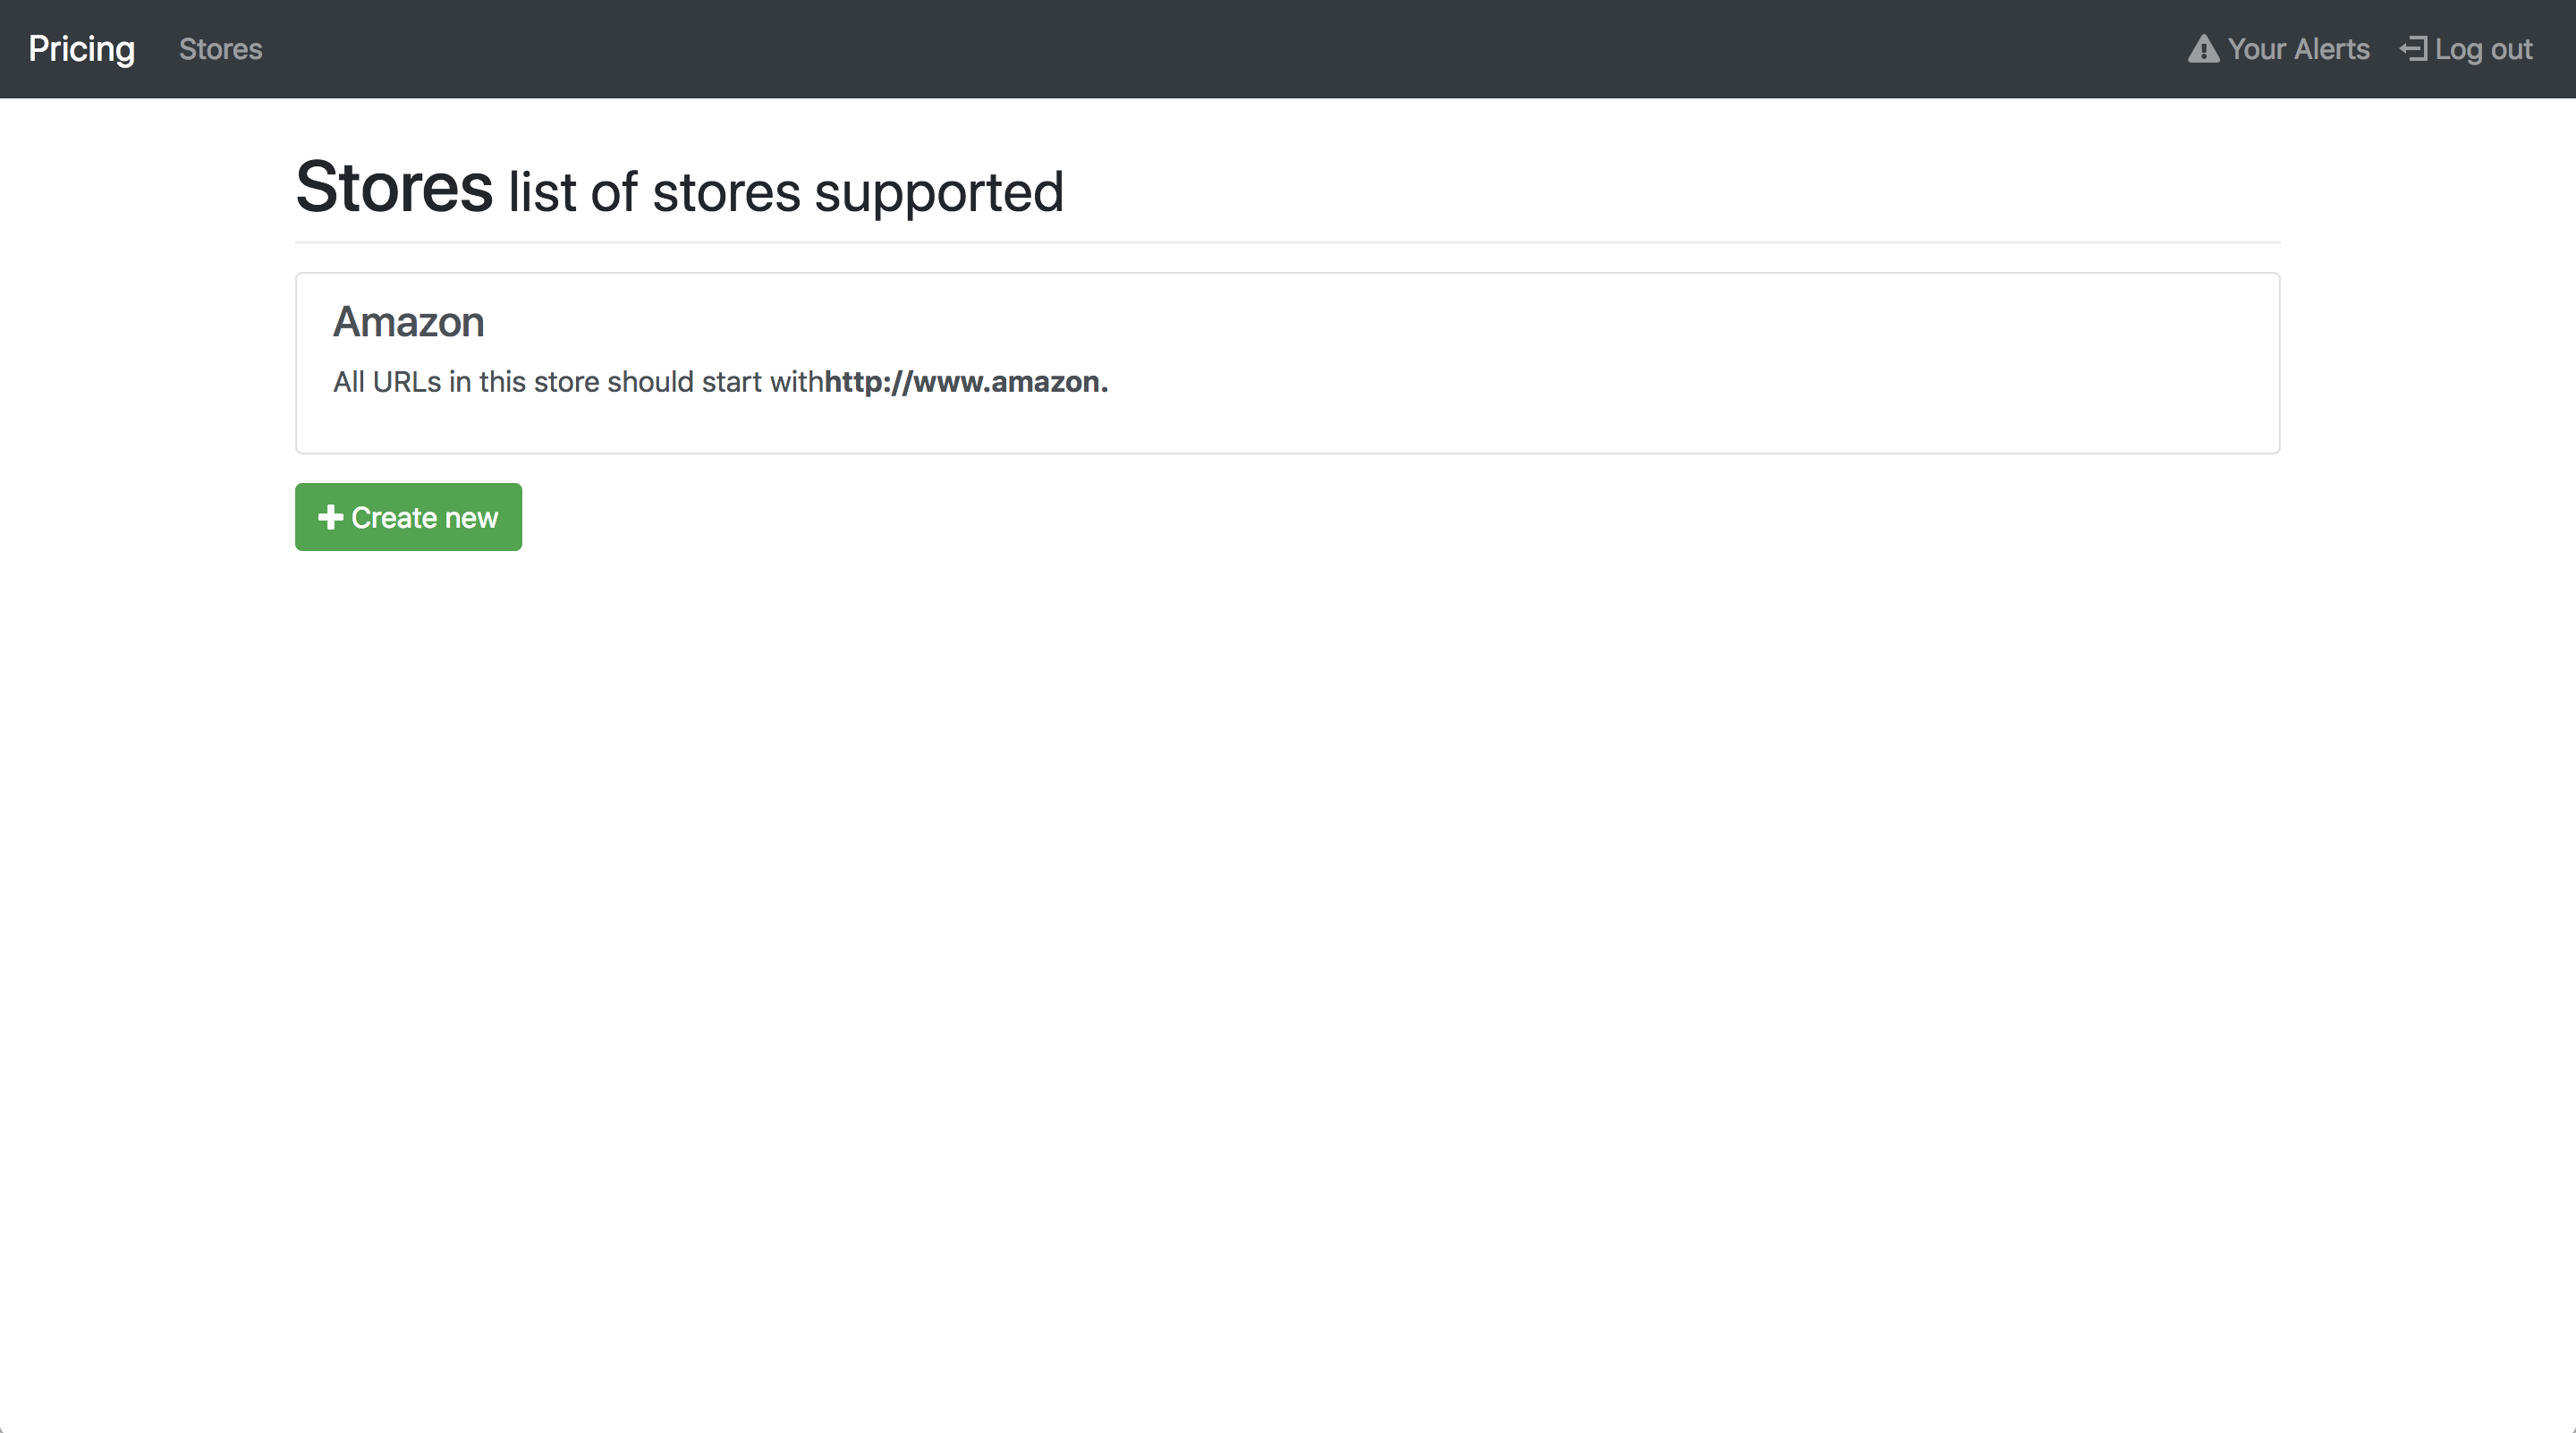 Pricing Stores Your Alerts Log out
Stores list of stores supported
Amazon
All URLs in this store should start withhttp://www.amazon.
Create new